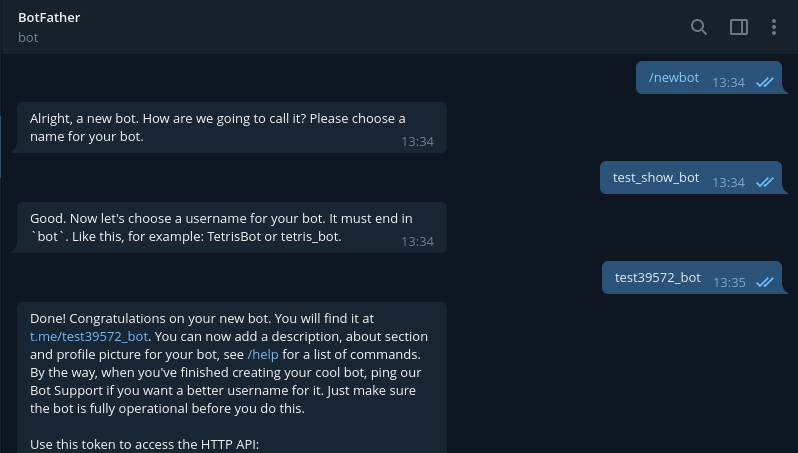 BotFather
bot
/newbot 13:34
Alright, a new bot. How are we going to call it? Please choose a
name for your bot. 13:34
test_show_bot 13:34
Good. Now let's choose a username for your bot. It must end in
`bot`. Like this, for example: TetrisBot or tetris_bot. 13:34
test39572_bot 13:35
Done! Congratulations on your new bot. You will find it at
t.me/test39572_bot. You can now add a description, about section
and profile picture for your bot, see /help for a list of commands.
By the way, when you've finished creating your cool bot, ping our
Bot Support if you want a better username for it. Just make sure
the bot is fully operational before you do this.
Use this token to access the HTTP API: